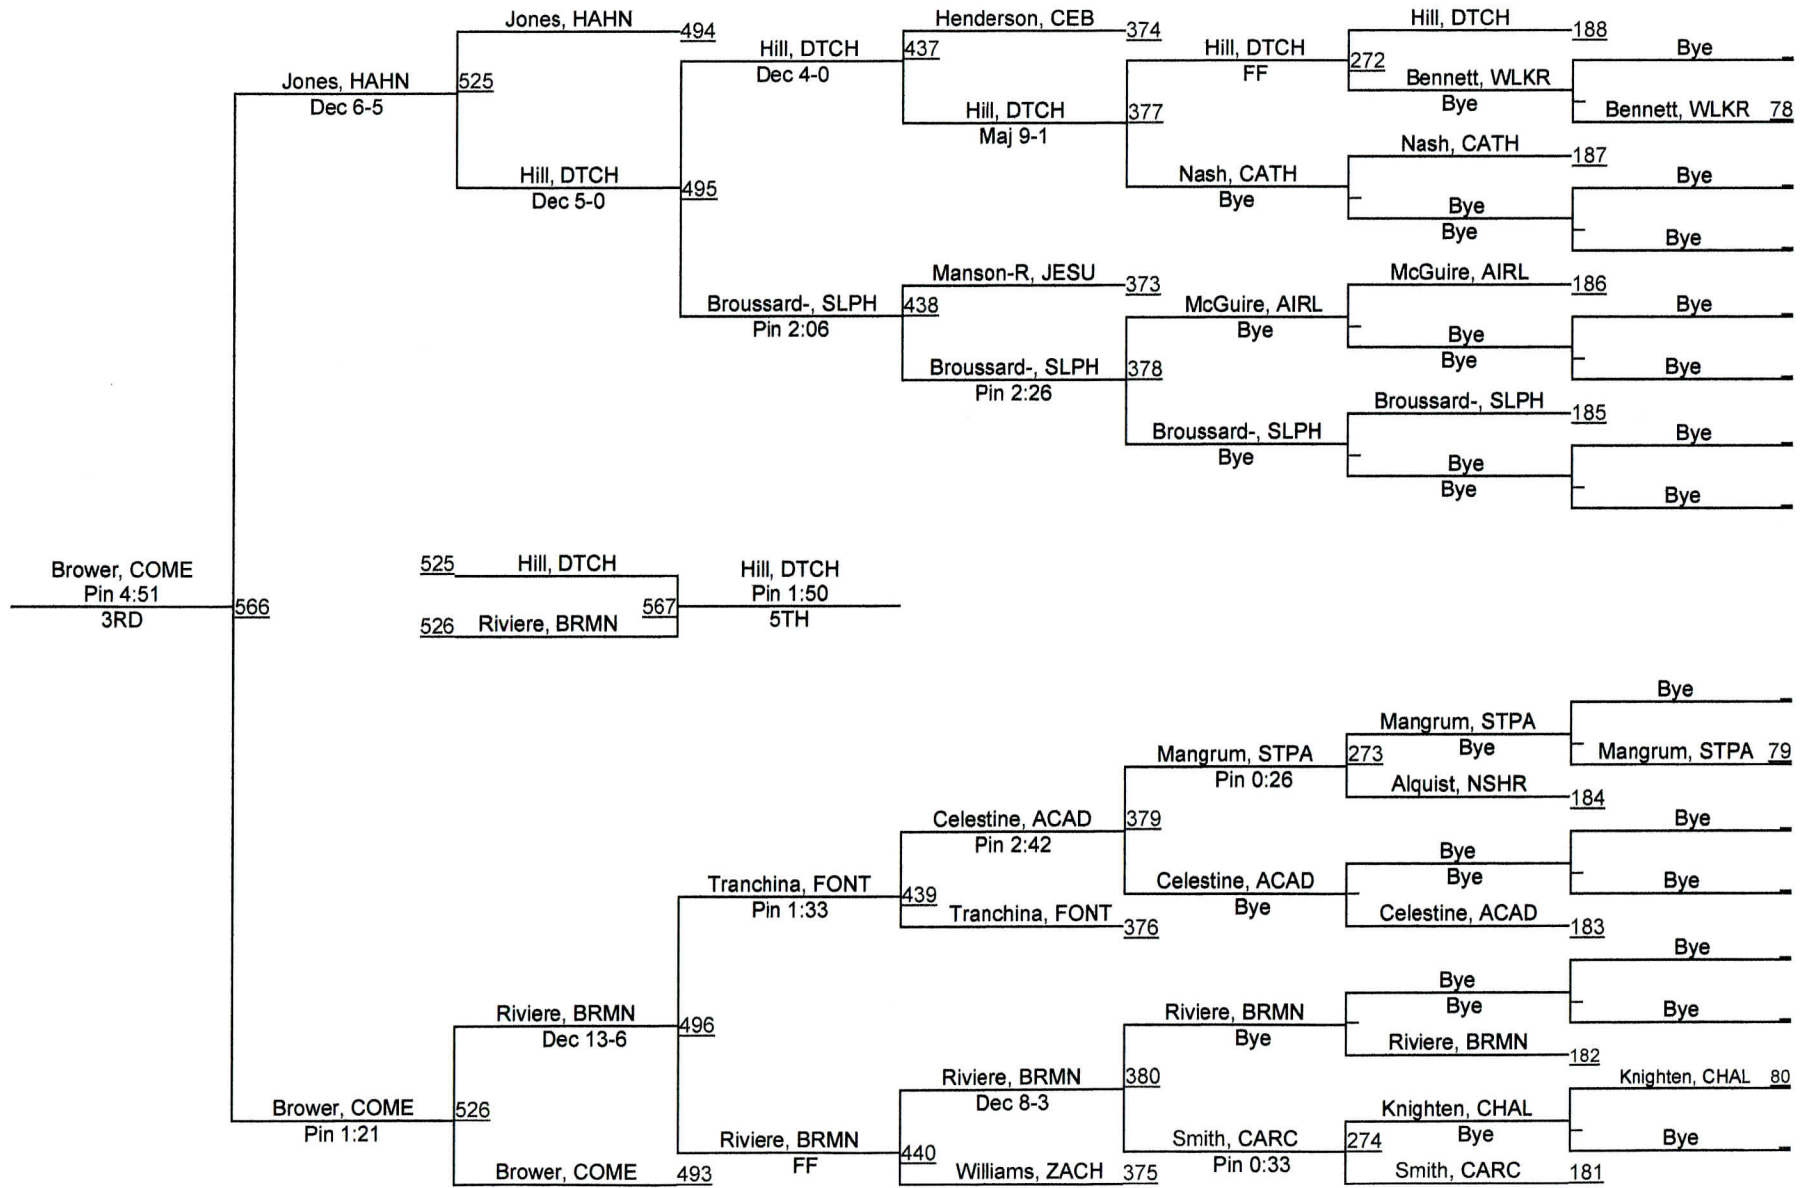 Jones, HAHN
494
Henderson, CEB
374
Hill, DTCH
188
Hill, DTCH
Dec 4-0
437
Hill, DTCH
FF
272
Bye
Jones, HAHN
Dec 6-5
525
Bennett, WLKR
Bye
Bennett, WLKR 78
Hill, DTCH
Maj 9-1
377
Nash, CATH
187
Hill, DTCH
Dec 5-0
495
Nash, CATH
Bye
Bye
Bye
Bye
Bye
Manson-R, JESU
373
McGuire, AIRL
186
Broussard-, SLPH
Pin 2:06
438
McGuire, AIRL
Bye
Bye
Bye
Bye
Bye
Broussard-, SLPH
Pin 2:26
378
Broussard-, SLPH
185
Broussard-, SLPH
Bye
Bye
Bye
Bye
Bye
Brower, COME
Pin 4:51
3RD
566
525
Hill, DTCH
526
Riviere, BRMN
567
Hill, DTCH
Pin 1:50
5TH
Bye
Mangrum, STPA
Bye
Mangrum, STPA 79
Mangrum, STPA
Pin 0:26
273
Alquist, NSHR
184
Celestine, ACAD
Pin 2:42
379
Bye
Bye
Bye
Bye
Tranchina, FONT
Pin 1:33
439
Celestine, ACAD
Bye
Celestine, ACAD
183
Tranchina, FONT
376
Bye
Bye
Bye
Bye
Riviere, BRMN
Dec 13-6
496
Riviere, BRMN
Bye
Riviere, BRMN
182
Riviere, BRMN
Dec 8-3
380
Knighten, CHAL 80
Brower, COME
Pin 1:21
526
Knighten, CHAL
Bye
Bye
Riviere, BRMN
FF
440
Smith, CARC
Pin 0:33
274
Brower, COME
493
Williams, ZACH
375
Smith, CARC
181